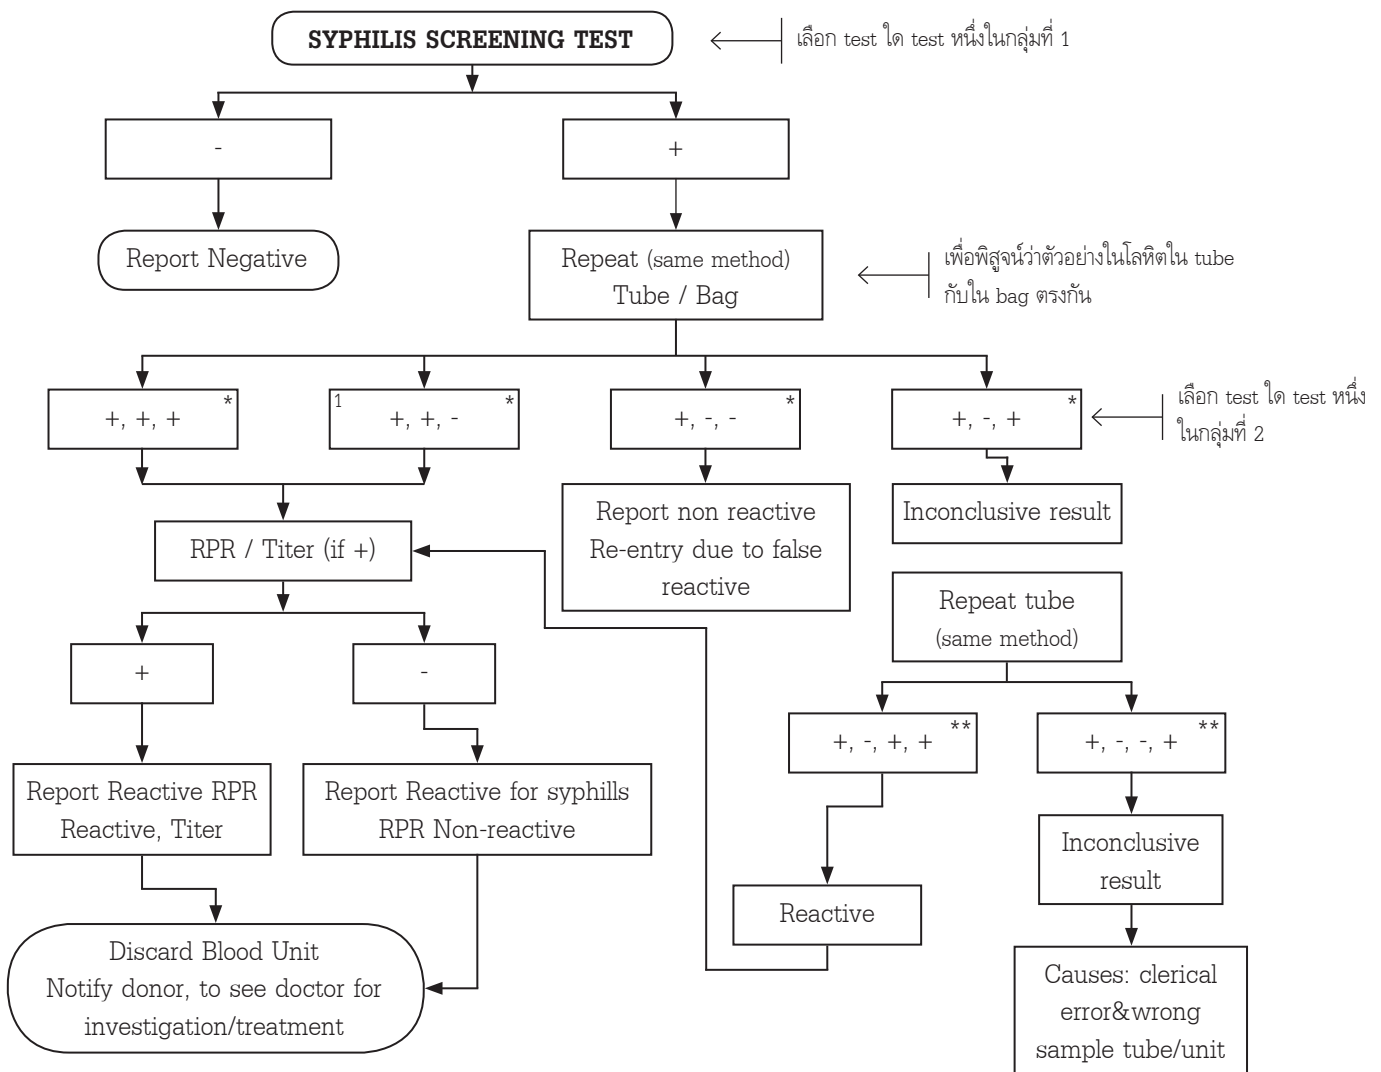 SYPHILIS SCREENING TEST
เลือก test ใด test หนึ่งในกลุ่มที่ 1
-
+
Report Negative
Repeat (same method)
Tube / Bag
เพื่อพิสูจน์ว่าตัวอย่างในโลหิตใน tube
กับใน bag ตรงกัน
+, +, + *
1 +, +, - *
+, -, - *
+, -, + *
เลือก test ใด test หนึ่ง
ในกลุ่มที่ 2
RPR / Titer (if +)
Report non reactive
Re-entry due to false
reactive
Inconclusive result
Repeat tube
(same method)
+
-
+, -, +, + **
+, -, -, + **
Report Reactive RPR
Reactive, Titer
Report Reactive for syphills
RPR Non-reactive
Inconclusive
result
Reactive
Discard Blood Unit
Notify donor, to see doctor for
investigation/treatment
Causes: clerical
error&wrong
sample tube/unit